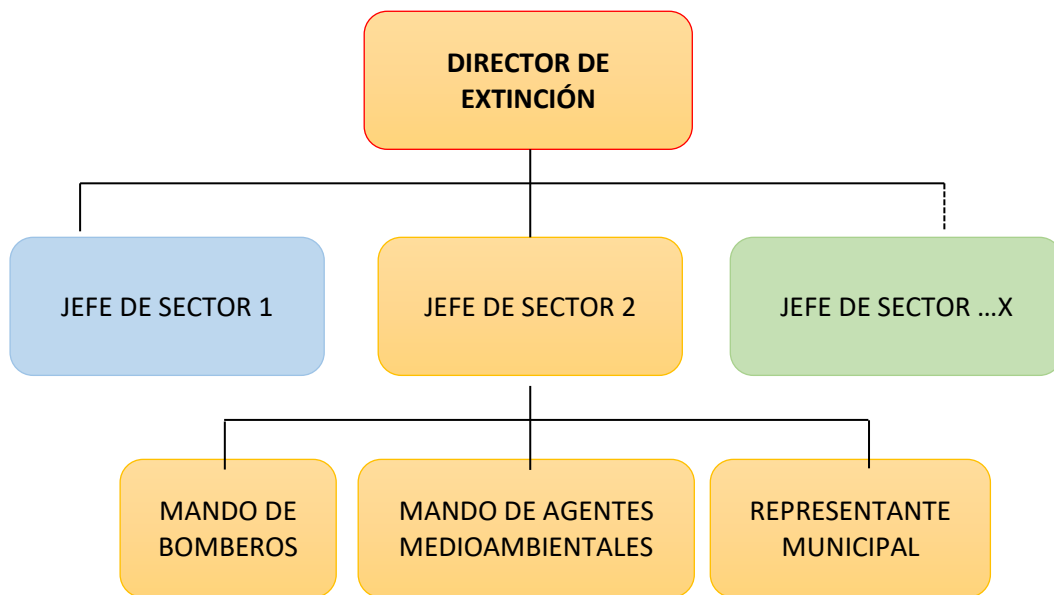 DIRECTOR DE
EXTINCIÓN
JEFE DE SECTOR 1
JEFE DE SECTOR 2
JEFE DE SECTOR ...X
MANDO DE
BOMBEROS
MANDO DE AGENTES
MEDIOAMBIENTALES
REPRESENTANTE
MUNICIPAL